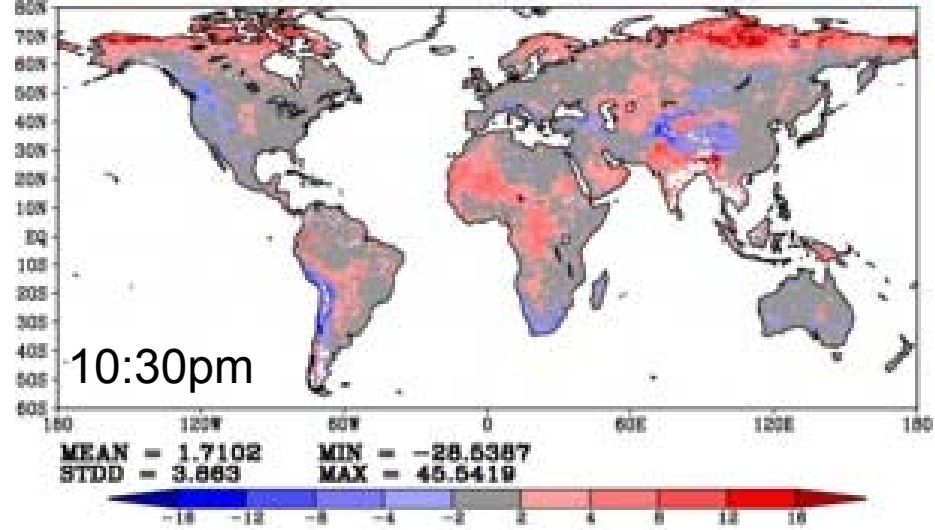 80N
70N
60N
50N
40N
30N
20N
10N
EQ
10S
20S
30S
40S
50S
60S
10:30pm
180 120W 60W 0 60E 120E 180
MEAN = 1.7102 MIN = -28.5387
STDD = 3.663 MAX = 45.5419
-16 -12 -8 -4 -2 2 4 8 12 16